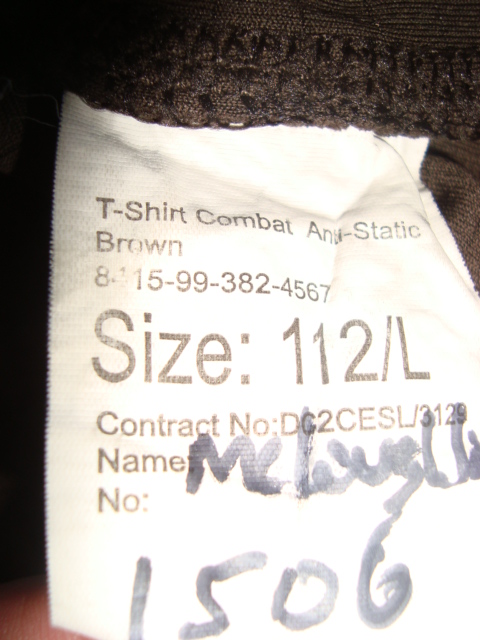 T-Shirt Combat Anti-Static
Brown
8415-99-382-4567
Size: 112/L
Contract No:DC2CESL/3129
Name
No:
1506